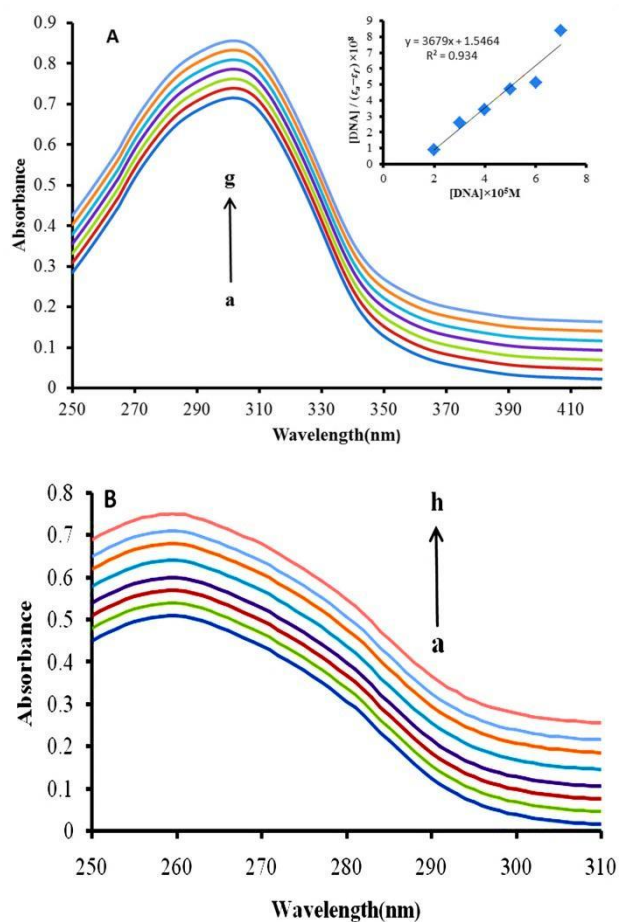 A
0.9
0.8
0.7
0.6
0.5
0.4
0.3
0.2
0.1
0
Absorbance
250 270 290 310 330 350 370 390 410
Wavelength(nm)
g
a
y = 3679x + 1.5464
R² = 0.934
9
8
7
6
5
4
3
2
1
0
[DNA] / (εₐ−ε_f) ×10⁸
0 2 4 6 8
[DNA]×10⁵M
B
0.8
0.7
0.6
0.5
0.4
0.3
0.2
0.1
0
Absorbance
250 260 270 280 290 300 310
Wavelength(nm)
h
a